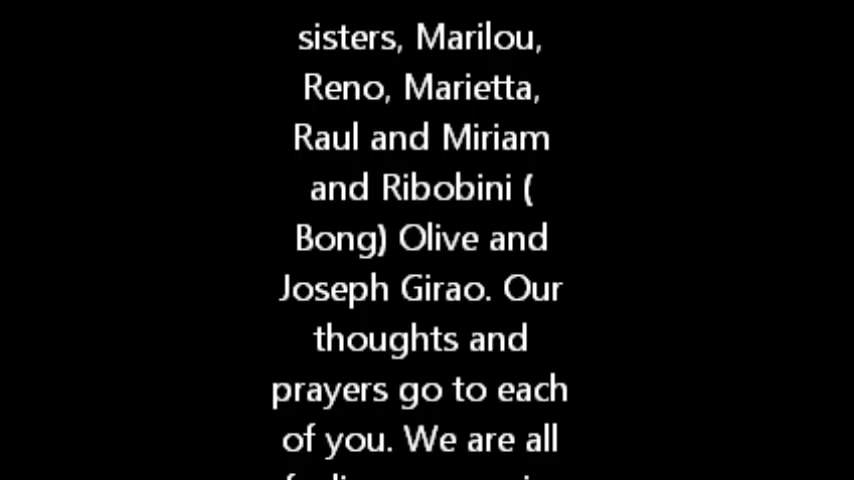 sisters, Marilou,
Reno, Marietta,
Raul and Miriam
and Ribobini (
Bong) Olive and
Joseph Girao. Our
thoughts and
prayers go to each
of you. We are all